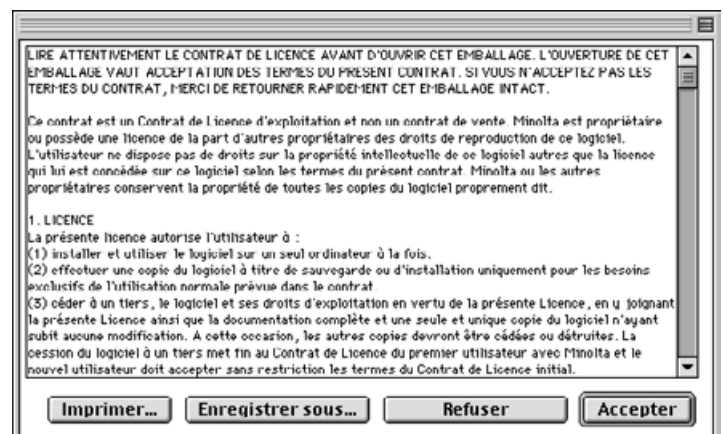 LIRE ATTENTIVEMENT LE CONTRAT DE LICENCE AVANT D'OUVRIR CET EMBALLAGE. L'OUVERTURE DE CET
EMBALLAGE VAUT ACCEPTATION DES TERMES DU PRESENT CONTRAT. SI VOUS N'ACCEPTEZ PAS LES
TERMES DU CONTRAT, MERCI DE RETOURNER RAPIDEMENT CET EMBALLAGE INTACT.
Ce contrat est un Contrat de Licence d'exploitation et non un contrat de vente. Minolta est propriétaire
ou possède une licence de la part d'autres propriétaires des droits de reproduction de ce logiciel.
L'utilisateur ne dispose pas de droits sur la propriété intellectuelle de ce logiciel autres que la licence
qui lui est concédée sur ce logiciel selon les termes du présent contrat. Minolta ou les autres
propriétaires conservent la propriété de toutes les copies du logiciel proprement dit.
1. LICENCE
La présente licence autorise l'utilisateur à :
(1) installer et utiliser le logiciel sur un seul ordinateur à la fois.
(2) effectuer une copie du logiciel à titre de sauvegarde ou d'installation uniquement pour les besoins
exclusifs de l'utilisation normale prévue dans le contrat.
(3) céder à un tiers, le logiciel et ses droits d'exploitation en vertu de la présente Licence, en y joignant
la présente Licence ainsi que la documentation complète et une seule et unique copie du logiciel n'ayant
subit aucune modification. A cette occasion, les autres copies devront être cédées ou détruites. La
cession du logiciel à un tiers met fin au Contrat de Licence du premier utilisateur avec Minolta et le
nouvel utilisateur doit accepter sans restriction les termes du Contrat de Licence initial.
Imprimer... Enregistrer sous... Refuser Accepter